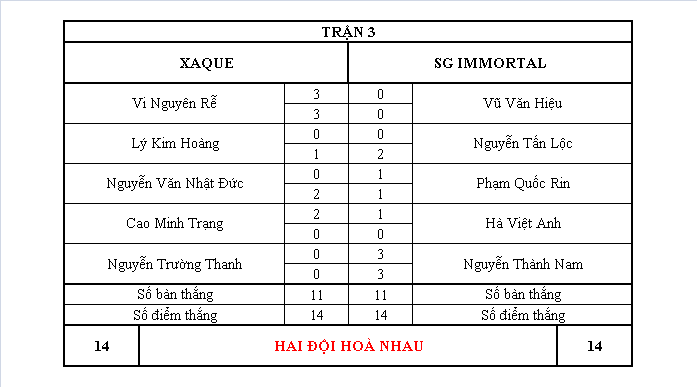 TRẬN 3
XAQUE SG IMMORTAL
Vi Nguyên Rễ 3 0 Vũ Văn Hiệu
3 0
Lý Kim Hoàng 0 0 Nguyễn Tấn Lộc
1 2
Nguyễn Văn Nhật Đức 0 1 Phạm Quốc Rin
2 1
Cao Minh Trạng 2 1 Hà Việt Anh
0 0
Nguyễn Trường Thanh 0 3 Nguyễn Thành Nam
0 3
Số bàn thắng 11 11 Số bàn thắng
Số điểm thắng 14 14 Số điểm thắng
14 HAI ĐỘI HOÀ NHAU 14